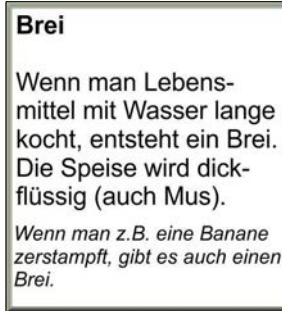 Brei
Wenn man Lebens-
mittel mit Wasser lange
kocht, entsteht ein Brei.
Die Speise wird dick-
flüssig (auch Mus).
Wenn man z.B. eine Banane
zerstampft, gibt es auch einen
Brei.